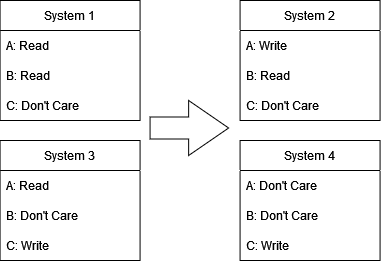 System 1
A: Read
B: Read
C: Don't Care
System 2
A: Write
B: Read
C: Don't Care
System 3
A: Read
B: Don't Care
C: Write
System 4
A: Don't Care
B: Don't Care
C: Write